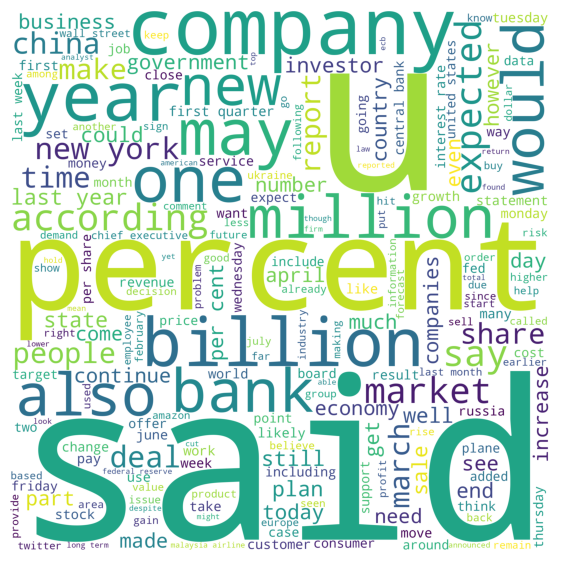 company
would
business
wall street
job
know
tuesday
keep
china
first
among
analyst
top
ecb
make
government
investor
expected
however
data
year
new
u
last week
close
first quarter
go
country
central bank
interest rate
united states
dollar
could
report
following
going
even
way
new york
set
another
sign
may
money
american
service
law
reported
buy
return
found
time
month
ukraine
one
number
hit
put
growth
statement
last year
comment
want
expect
monday
according
less
million
though
firm
risk
demand
chief executive
future
percent
per share
hold
yet
good
include
day
fed
order
total
higher
show
mean
problem
per cent
already
april
like
information
forecast
due
since
help
state
revenue
decision
wednesday
companies
start
right
february
price
much
many
called
people
come
billion
july
share
lower
employee
far
industry
making
say
sell
cost
earlier
target
continue
world
board
able
result
last month
also
used
bank
group
market
increase
two
look
amazon
economy
well
russia
offer
june
point
likely
march
change
cut
work
believe
get
rise
plane
said
deal
still
profit
see
added
pay
federal reserve
week
including
support
based
use
value
plan
sale
end
think
friday
area
issue
product
seen
need
back
part
stock
despite
gain
take
might
today
europe
case
move
thursday
provide
twitter
long term
made
malaysia airline
customer
consumer
around
announced
remain